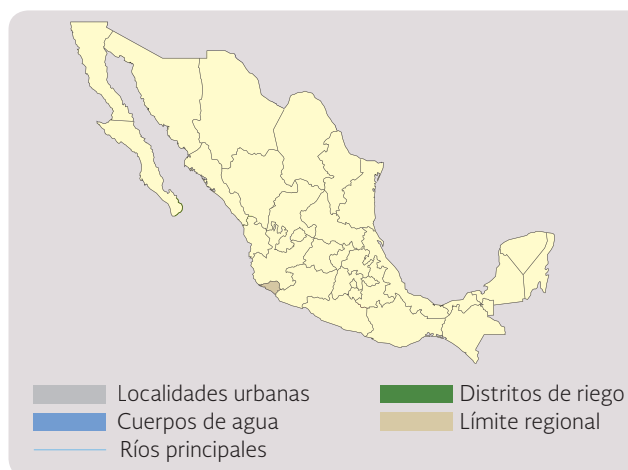 Localidades urbanas
Cuerpos de agua
Ríos principales
Distritos de riego
Límite regional